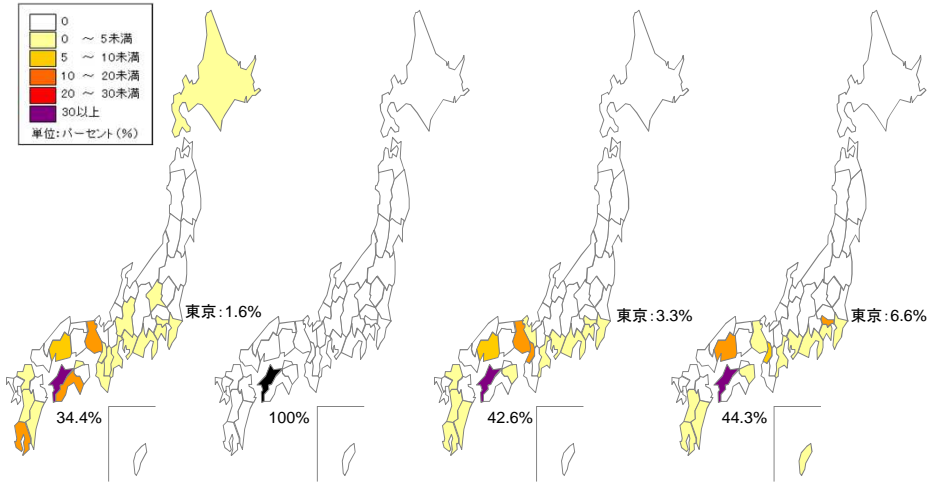 0
0 ～ 5未満
5 ～ 10未満
10 ～ 20未満
20 ～ 30未満
30以上
単位：パーセント（%）
東京：1.6%
東京：3.3%
東京：6.6%
34.4%
100%
42.6%
44.3%